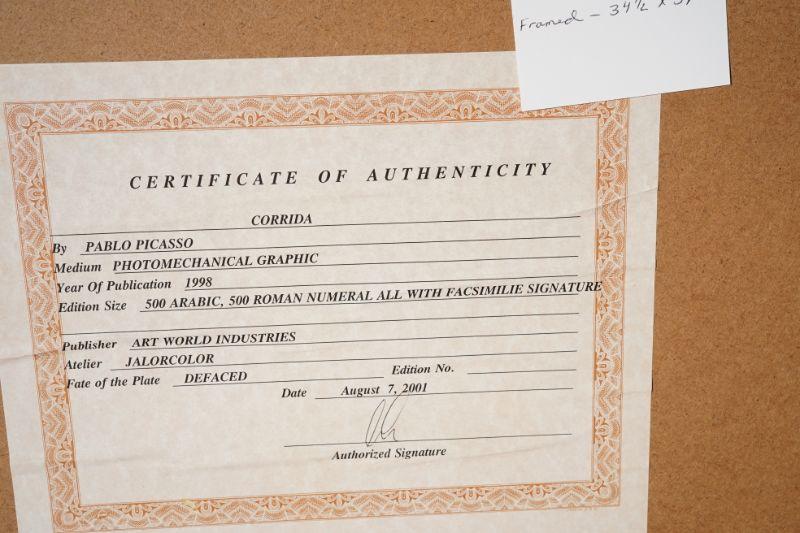 Framed - 34 1/2 x
CERTIFICATE OF AUTHENTICITY
CORRIDA
By PABLO PICASSO
Medium PHOTOMECHANICAL GRAPHIC
Year Of Publication 1998
Edition Size 500 ARABIC, 500 ROMAN NUMERAL ALL WITH FACSIMILIE SIGNATURE
Publisher ART WORLD INDUSTRIES
Atelier JALORCOLOR
Fate of the Plate DEFACED Edition No.
Date August 7, 2001
Authorized Signature